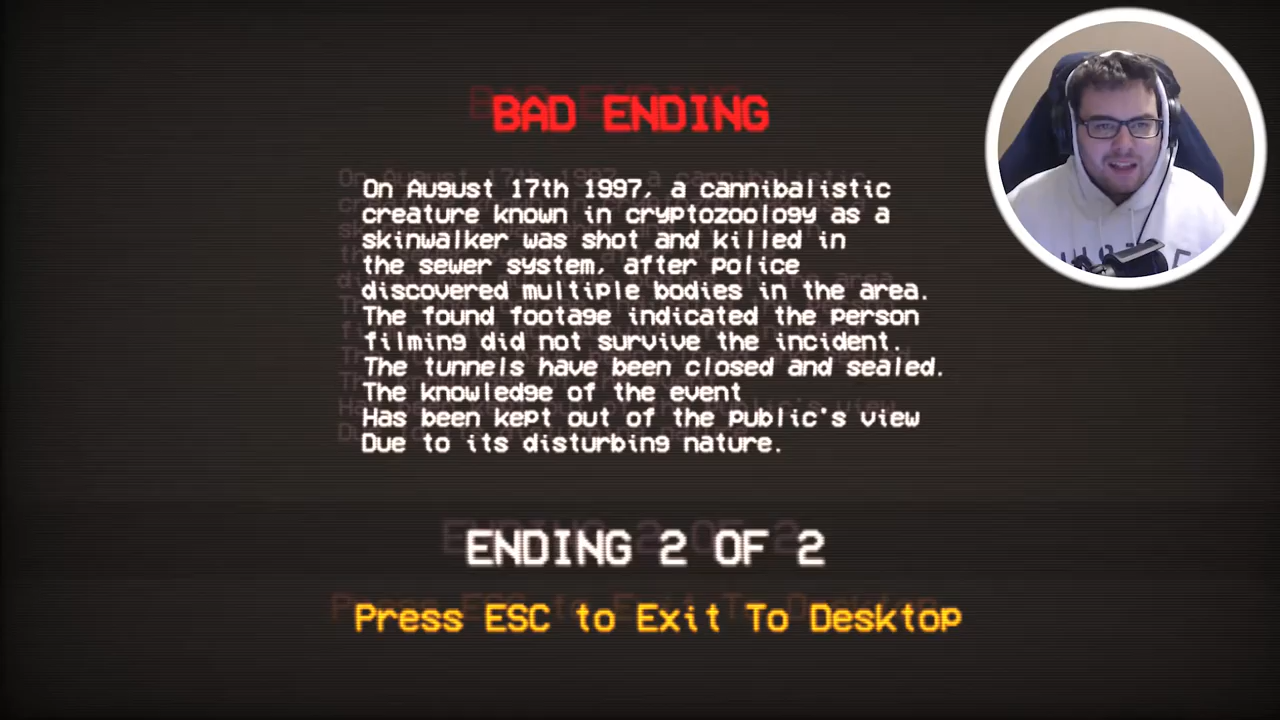 BAD ENDING
On August 17th 1997, a cannibalistic
creature known in cryptozoology as a
skinwalker was shot and killed in
the sewer system, after police
discovered multiple bodies in the area.
The found footage indicated the person
filming did not survive the incident.
The tunnels have been closed and sealed.
The knowledge of the event
Has been kept out of the public's view
Due to its disturbing nature.
ENDING 2 OF 2
Press ESC to Exit To Desktop